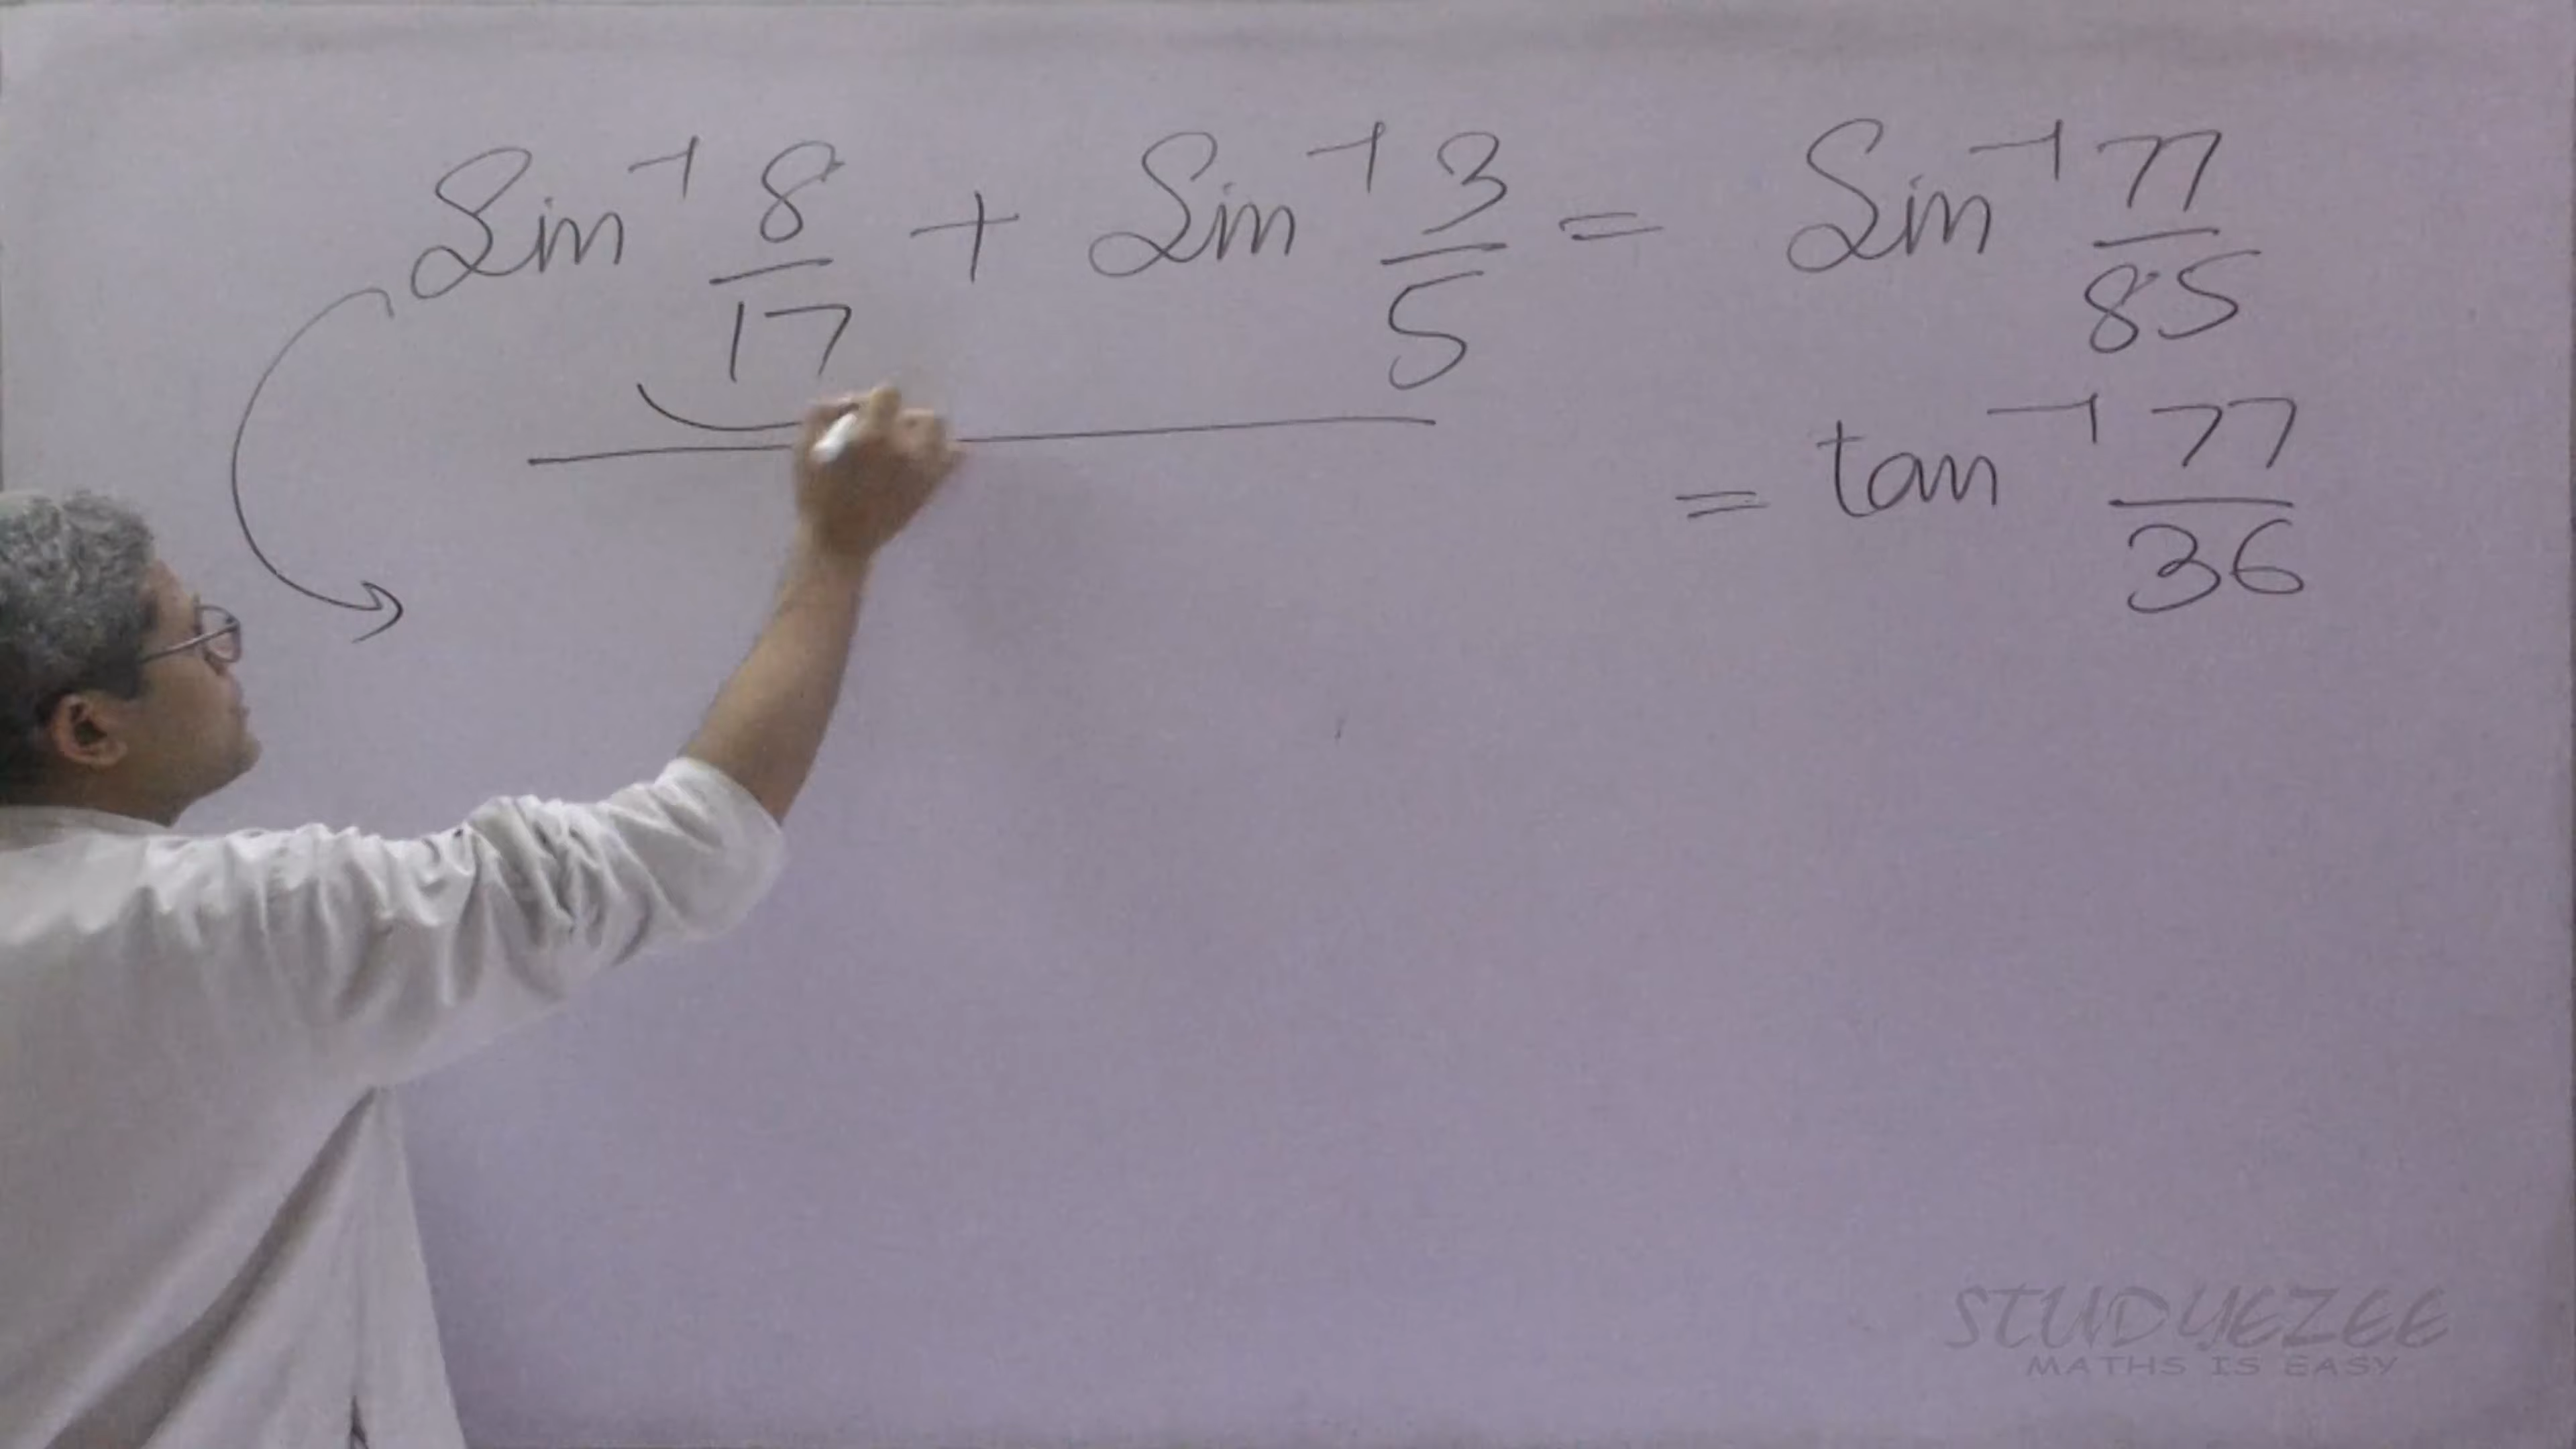 Sin⁻¹ 8/17 + Sin⁻¹ 3/5 = Sin⁻¹ 77/85
= tan⁻¹ 77/36
STUDYEZEE
MATHS IS EASY